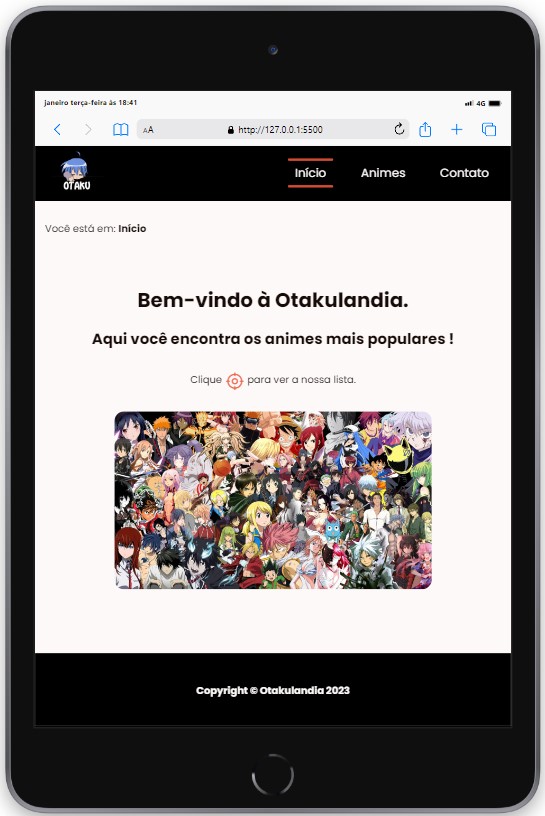 janeiro terça-feira às 18:41
4G
AA
http://127.0.0.1:5500
OTAKU
Início
Animes
Contato
Você está em: Início
Bem-vindo à Otakulandia.
Aqui você encontra os animes mais populares !
Clique para ver a nossa lista.
Copyright © Otakulandia 2023